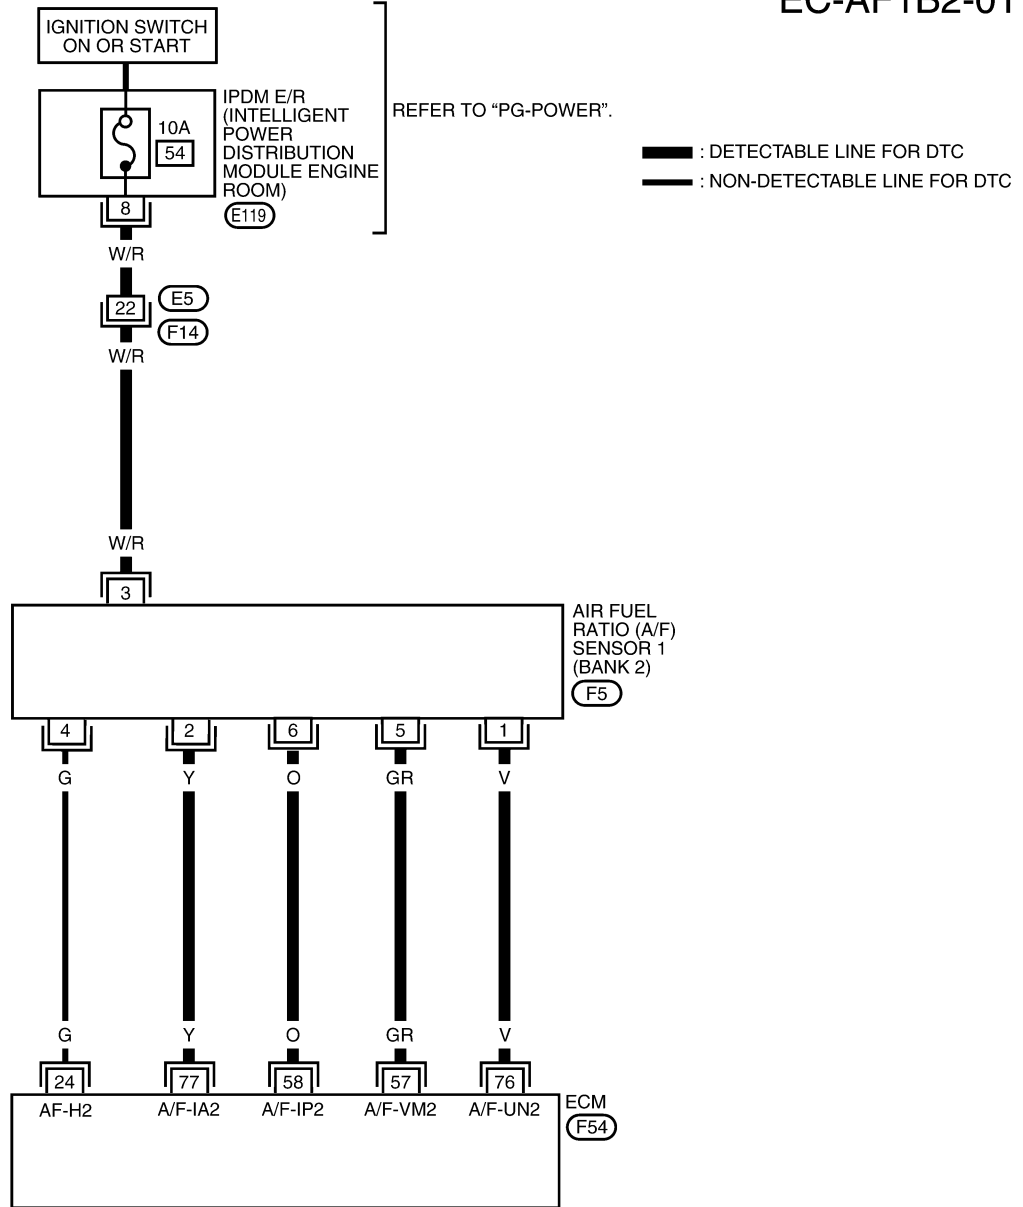 EC-AF1B2-01
IGNITION SWITCH
ON OR START
IPDM E/R
(INTELLIGENT
POWER
DISTRIBUTION
MODULE ENGINE
ROOM)
E119
10A
54
8
REFER TO “PG-POWER”.
: DETECTABLE LINE FOR DTC
: NON-DETECTABLE LINE FOR DTC
W/R
22
E5
F14
W/R
W/R
3
AIR FUEL
RATIO (A/F)
SENSOR 1
(BANK 2)
F5
4 2 6 5 1
G Y O GR V
G Y O GR V
24 77 58 57 76
AF-H2 A/F-IA2 A/F-IP2 A/F-VM2 A/F-UN2
ECM
F54